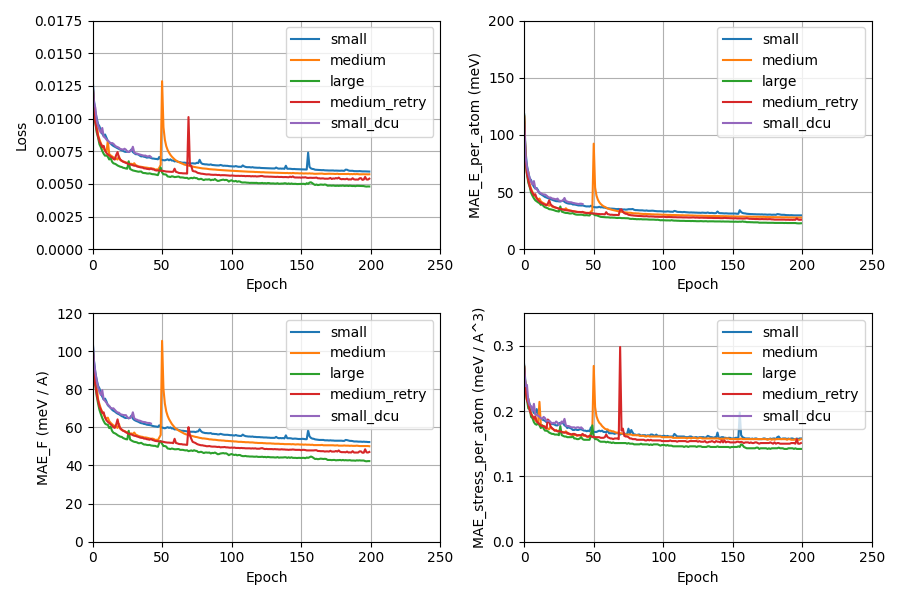 Loss
0.0175
0.0150
0.0125
0.0100
0.0075
0.0050
0.0025
0.0000
0 50 100 150 200 250
Epoch
small
medium
large
medium_retry
small_dcu
MAE_E_per_atom (meV)
200
150
100
50
0
0 50 100 150 200 250
Epoch
small
medium
large
medium_retry
small_dcu
MAE_F (meV / A)
120
100
80
60
40
20
0
0 50 100 150 200 250
Epoch
small
medium
large
medium_retry
small_dcu
MAE_stress_per_atom (meV / A^3)
0.3
0.2
0.1
0.0
0 50 100 150 200 250
Epoch
small
medium
large
medium_retry
small_dcu